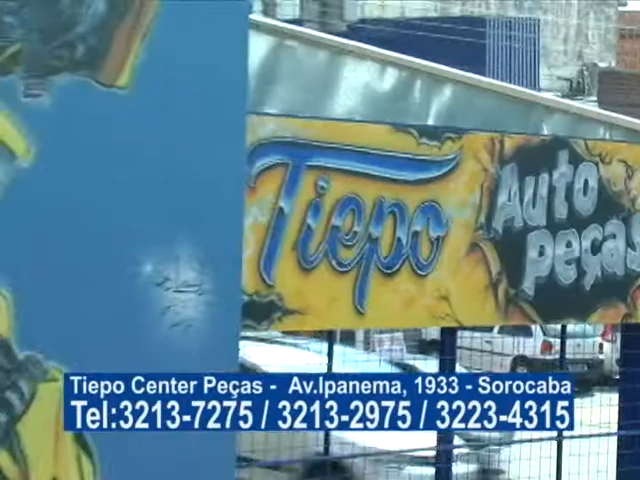 Tiepo
Auto
peças
Tiepo Center Peças - Av.Ipanema, 1933 - Sorocaba
Tel:3213-7275 / 3213-2975 / 3223-4315